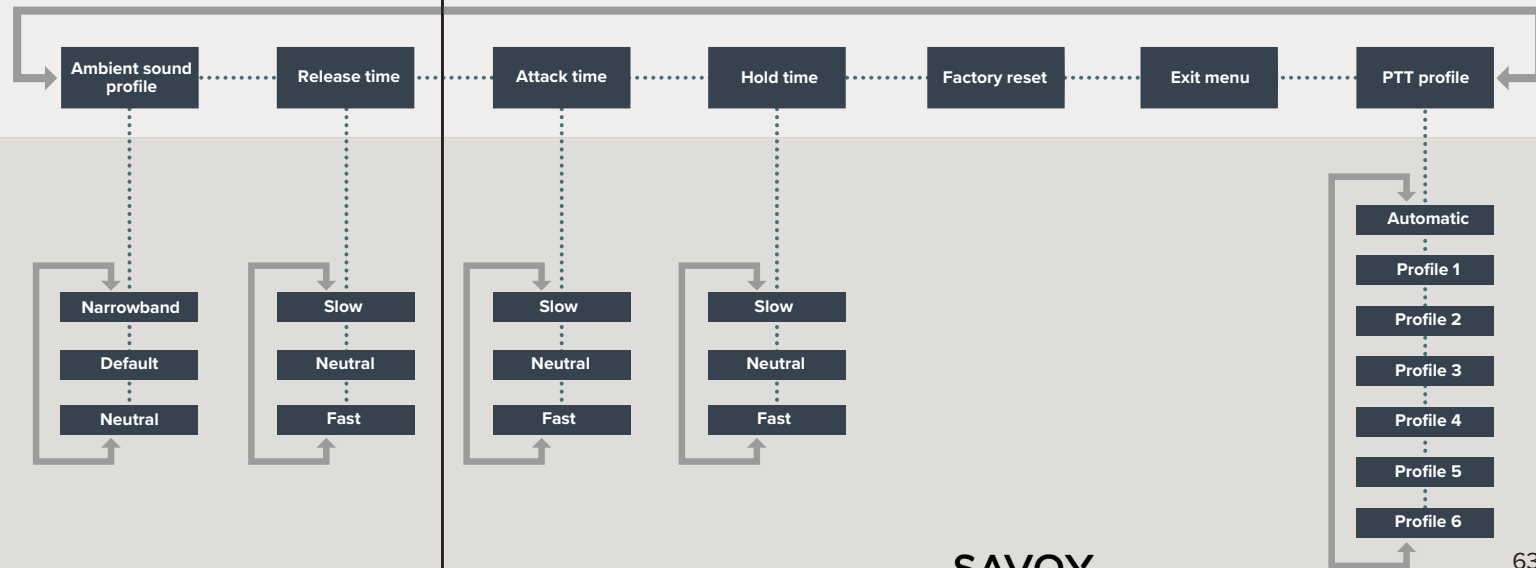 Ambient sound
profile
Release time
Attack time
Hold time
Factory reset
Exit menu
PTT profile
Narrowband
Default
Neutral
Slow
Neutral
Fast
Slow
Neutral
Fast
Slow
Neutral
Fast
Automatic
Profile 1
Profile 2
Profile 3
Profile 4
Profile 5
Profile 6
SAVOX
63